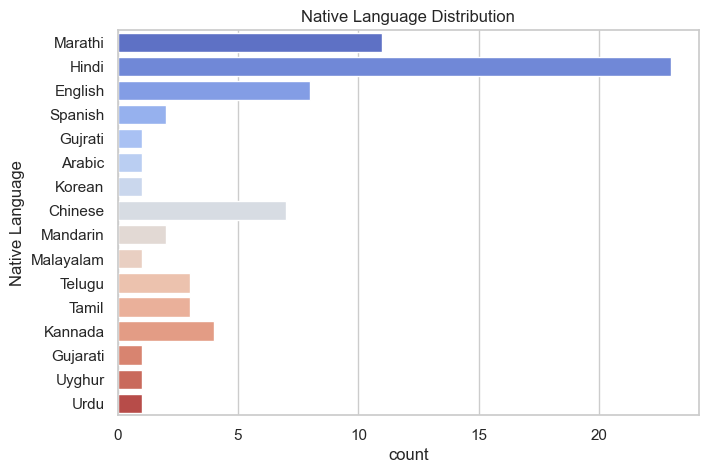 Native Language Distribution
Native Language
Marathi
Hindi
English
Spanish
Gujrati
Arabic
Korean
Chinese
Mandarin
Malayalam
Telugu
Tamil
Kannada
Gujarati
Uyghur
Urdu
0 5 10 15 20
count